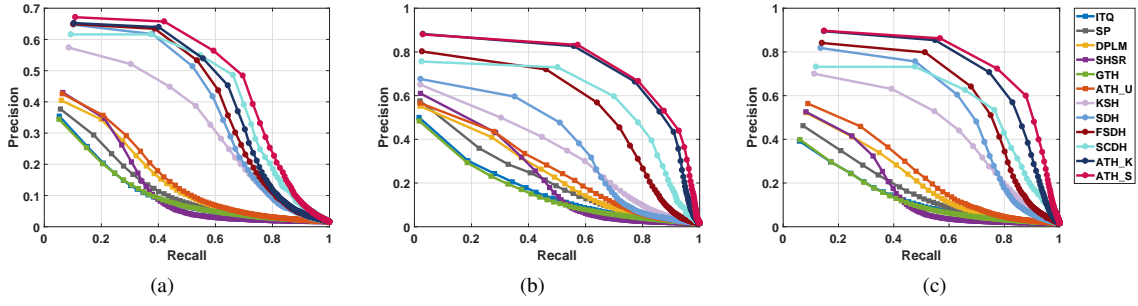 0.7
0.6
0.5
0.4
0.3
0.2
0.1
0
Precision
0 0.2 0.4 0.6 0.8 1
Recall
(a)
1
0.8
0.6
0.4
0.2
0
Precision
0 0.2 0.4 0.6 0.8 1
Recall
(b)
1
0.8
0.6
0.4
0.2
0
Precision
0 0.2 0.4 0.6 0.8 1
Recall
(c)
ITQ
SP
DPLM
SHSR
GTH
ATH_U
KSH
SDH
FSDH
SCDH
ATH_K
ATH_S